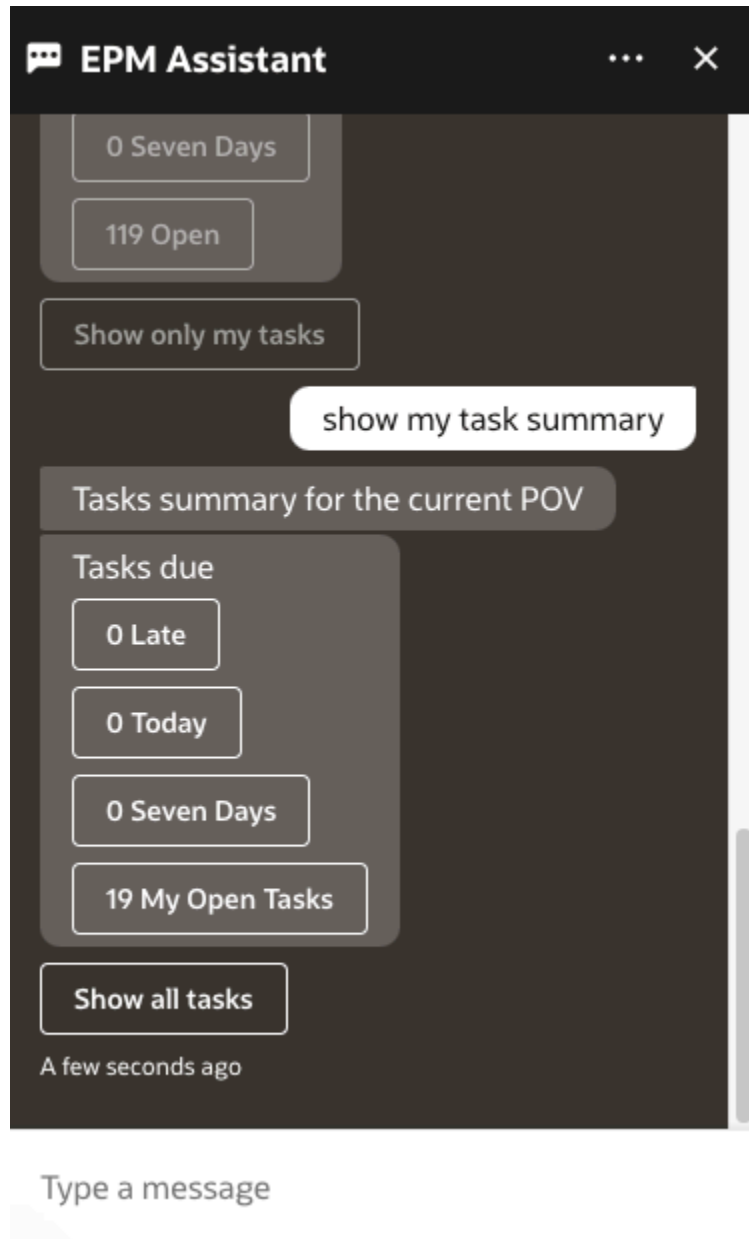 EPM Assistant
0 Seven Days
119 Open
Show only my tasks
show my task summary
Tasks summary for the current POV
Tasks due
0 Late
0 Today
0 Seven Days
19 My Open Tasks
Show all tasks
A few seconds ago
Type a message